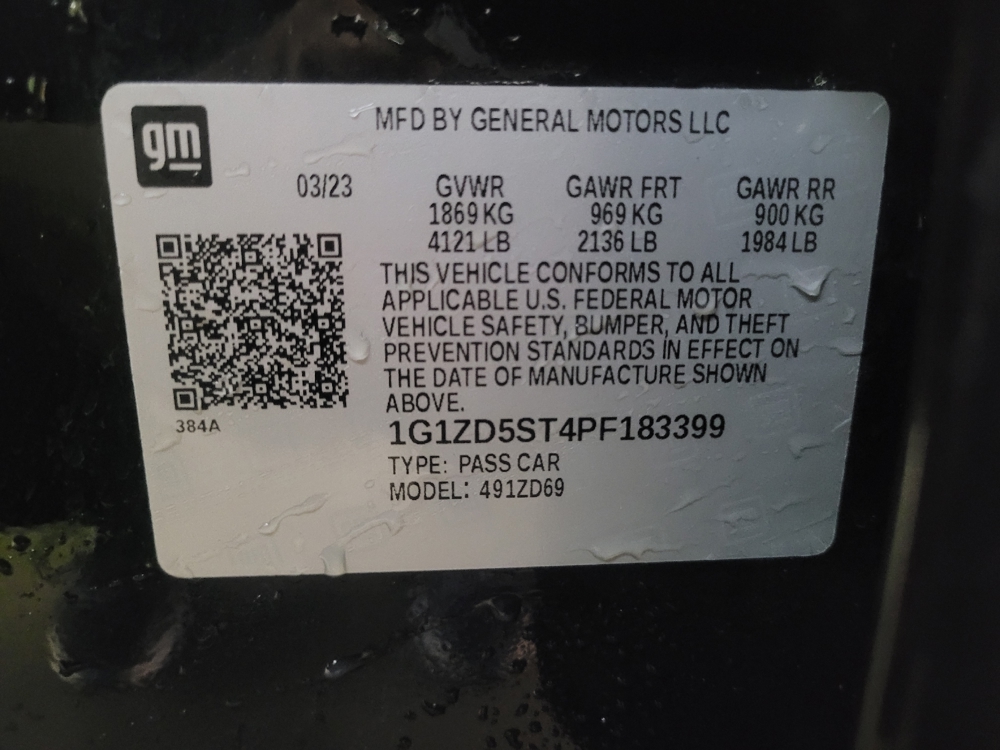 gm
MFD BY GENERAL MOTORS LLC
03/23 GVWR GAWR FRT GAWR RR
1869 KG 969 KG 900 KG
4121 LB 2136 LB 1984 LB
THIS VEHICLE CONFORMS TO ALL
APPLICABLE U.S. FEDERAL MOTOR
VEHICLE SAFETY, BUMPER, AND THEFT
PREVENTION STANDARDS IN EFFECT ON
THE DATE OF MANUFACTURE SHOWN
ABOVE.
384A
1G1ZD5ST4PF183399
TYPE: PASS CAR
MODEL: 491ZD69